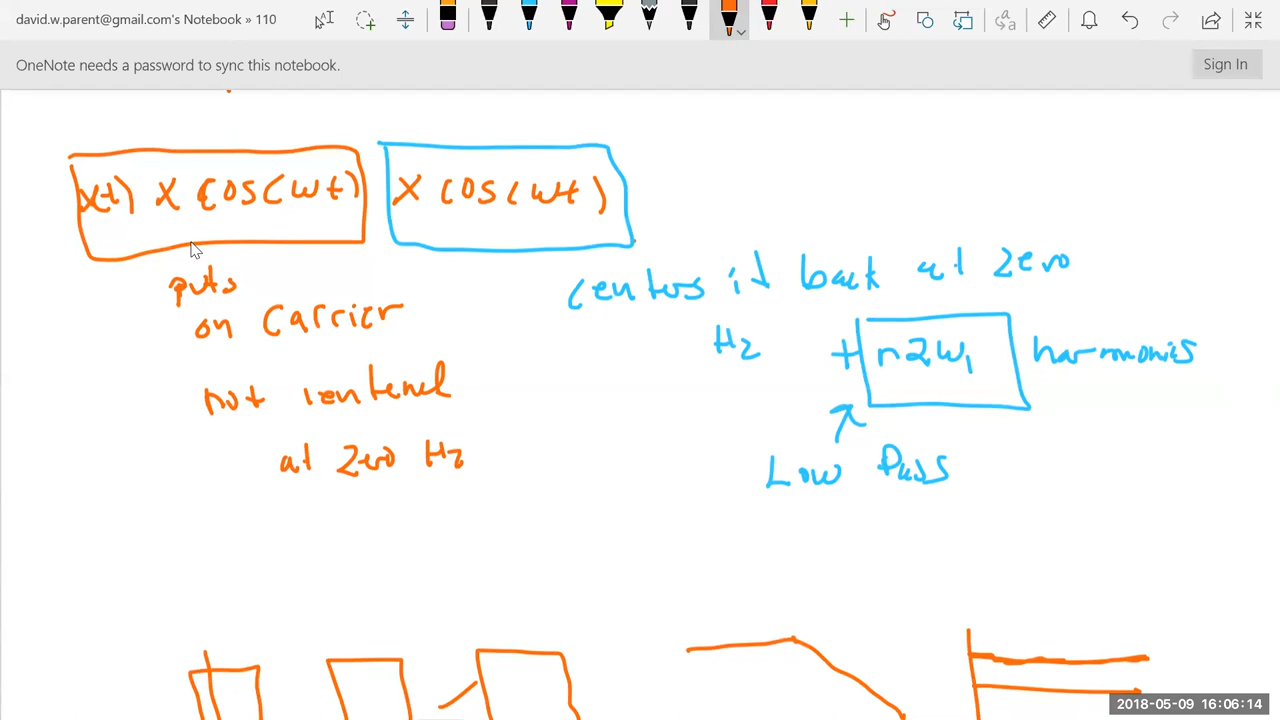 david.w.parent@gmail.com's Notebook » 110
OneNote needs a password to sync this notebook.
Sign In
x(t) X COS(wt) X COS(wt)
puts
on Carrier
not centered
at zero Hz
centers it back at zero
Hz + n2w₁ harmonics
Low Pass
2018-05-09 16:06:14